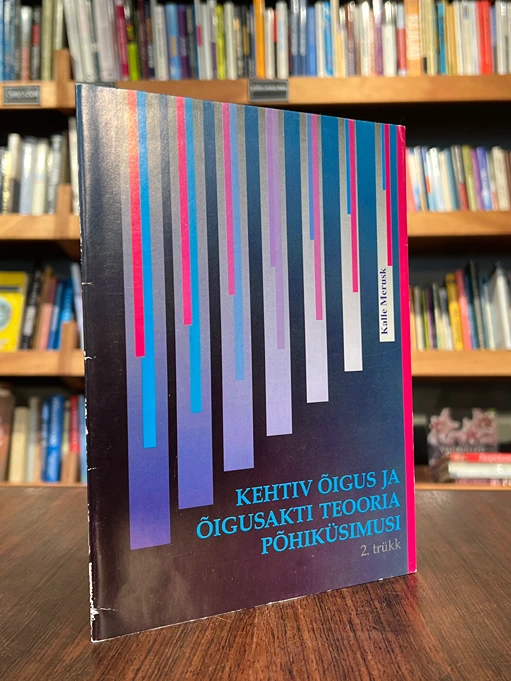 Kalle Merusk
KEHTIV ÕIGUS JA
ÕIGUSAKTI TEOORIA
PÕHIKÜSIMUSI
2. trükk